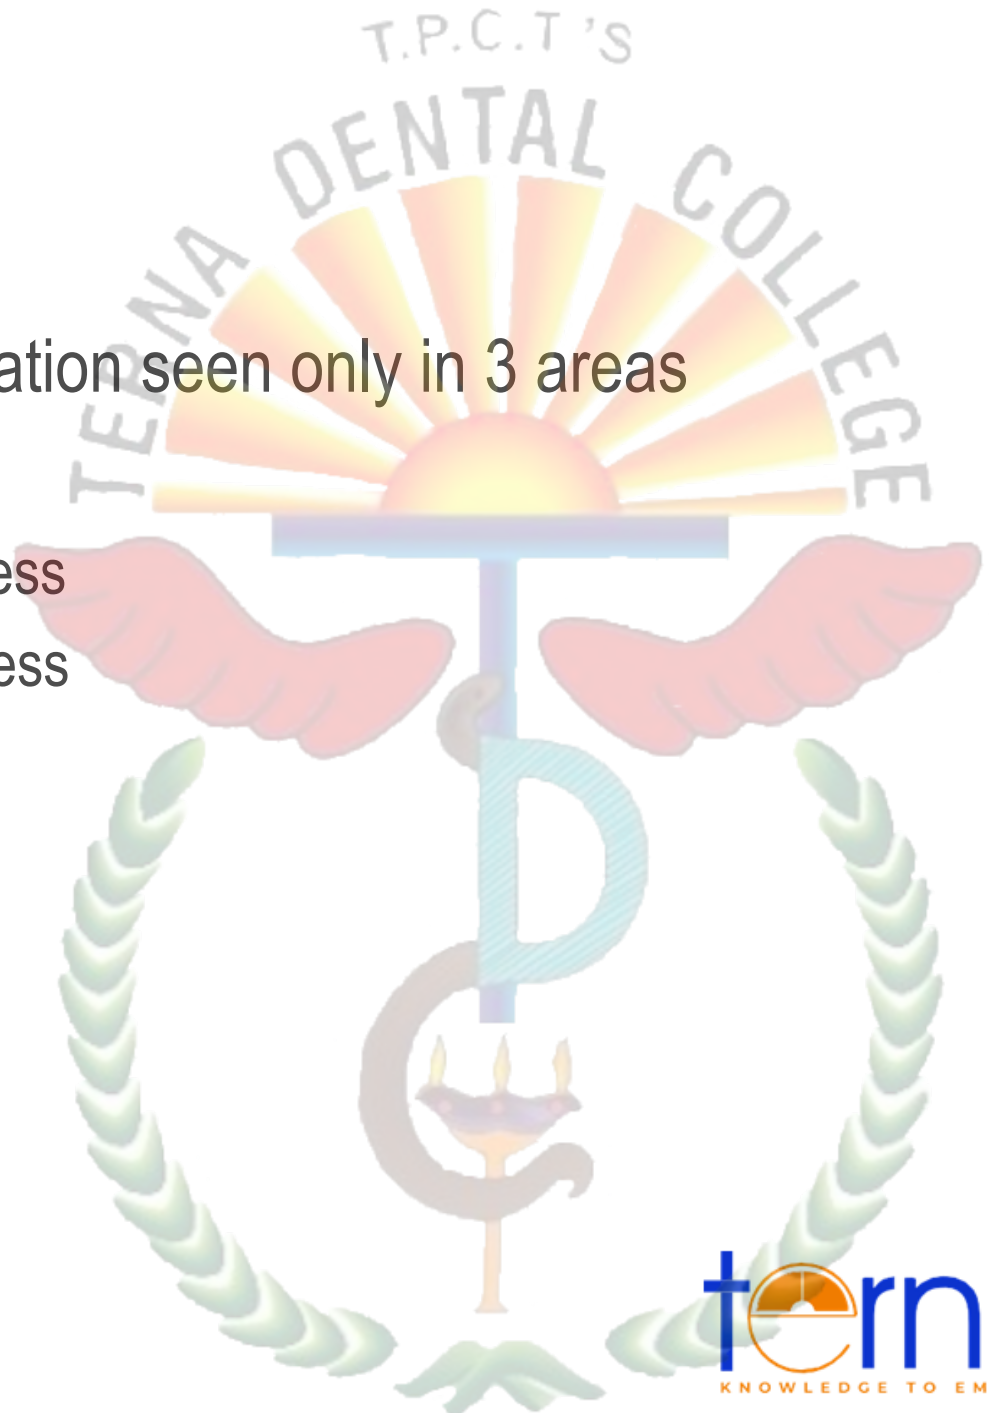 T.P.C.T'S
TERNA DENTAL COLLEGE
ation seen only in 3 areas
ess
ess
tern
KNOWLEDGE TO EM